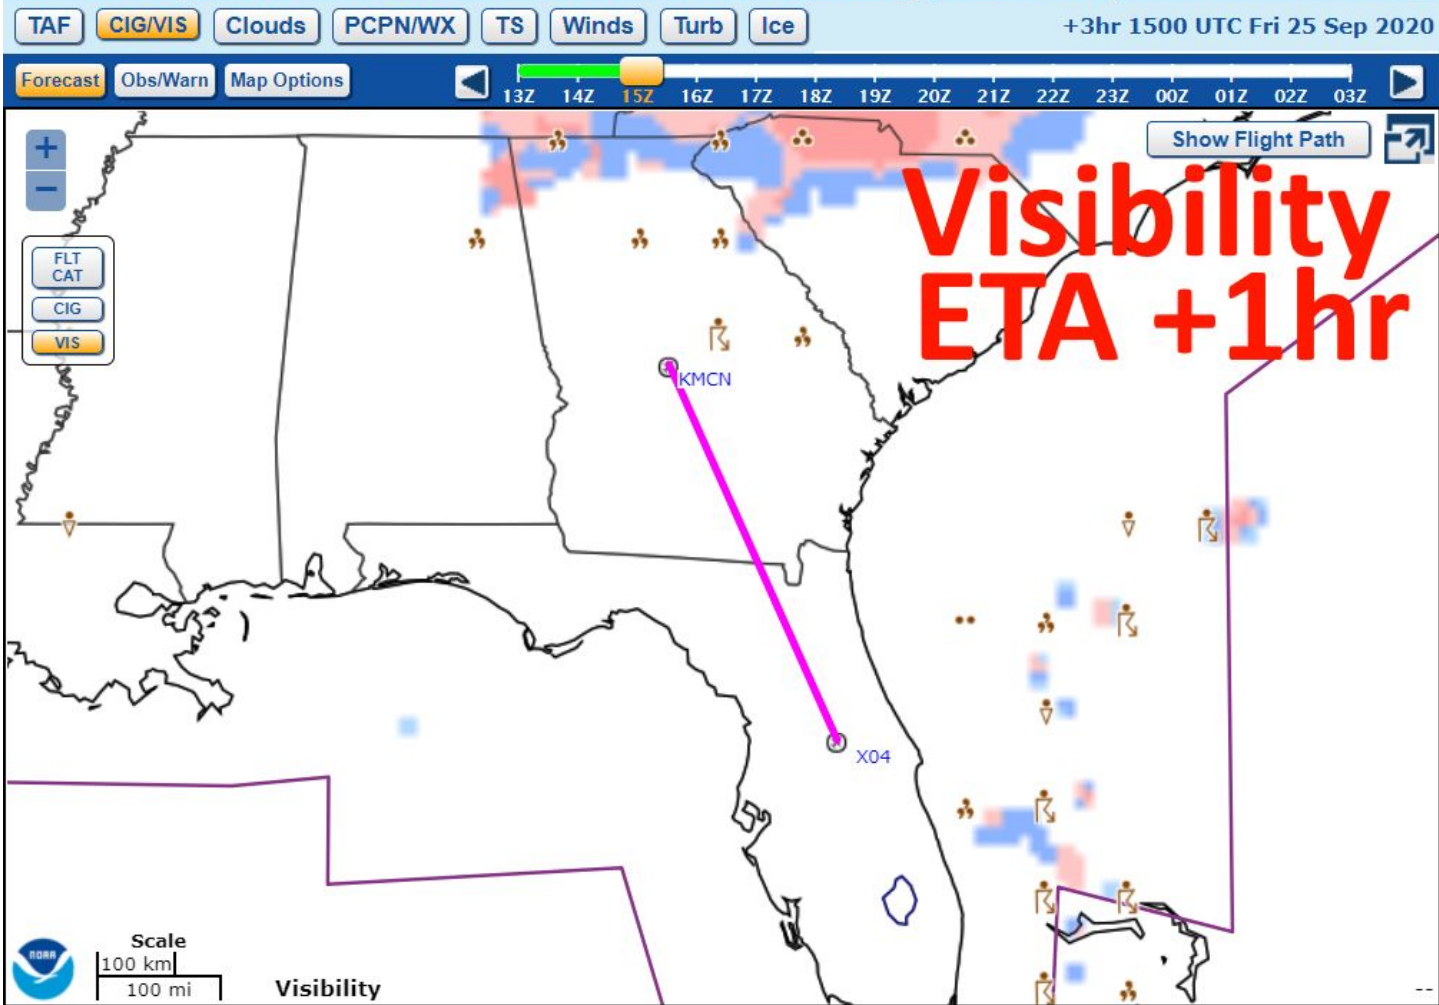 TAF CIG/VIS Clouds PCPN/WX TS Winds Turb Ice +3hr 1500 UTC Fri 25 Sep 2020
Forecast Obs/Warn Map Options
13Z 14Z 15Z 16Z 17Z 18Z 19Z 20Z 21Z 22Z 23Z 00Z 01Z 02Z 03Z
+ Show Flight Path
−
Visibility
ETA +1hr
FLT
CAT
CIG
VIS
KMCN
X04
NOAA
Scale
100 km
100 mi
Visibility
--